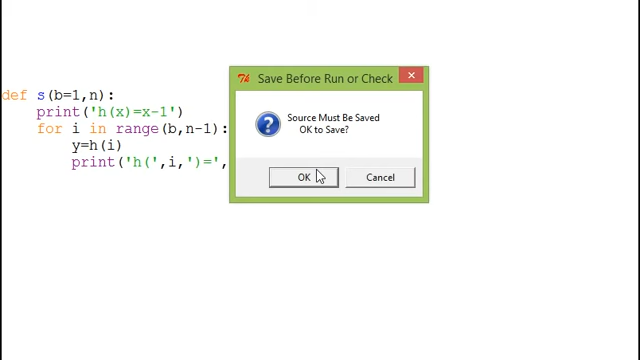 Save Before Run or Check
def s(b=1,n):
    print('h(x)=x-1')
    for i in range(b,n-1):
        y=h(i)
        print('h(',i,')=',
Source Must Be Saved
OK to Save?
OK
Cancel